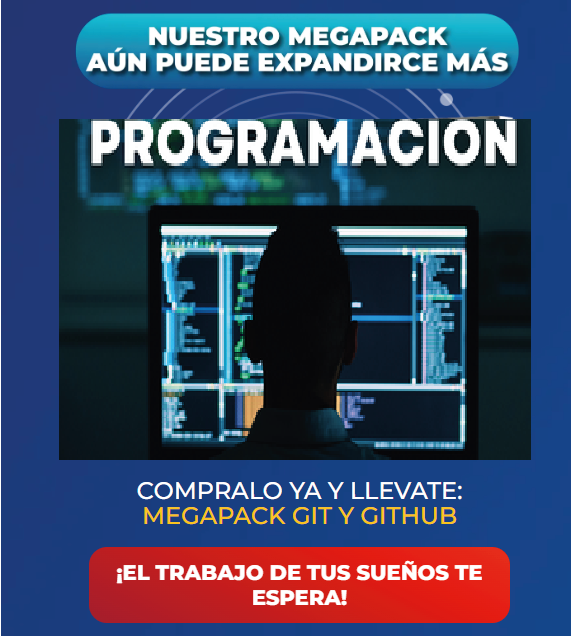 NUESTRO MEGAPACK
AÚN PUEDE EXPANDIRCE MÁS
PROGRAMACIÓN
COMPRALO YA Y LLEVATE:
MEGAPACK GIT Y GITHUB
¡EL TRABAJO DE TUS SUEÑOS TE
ESPERA!